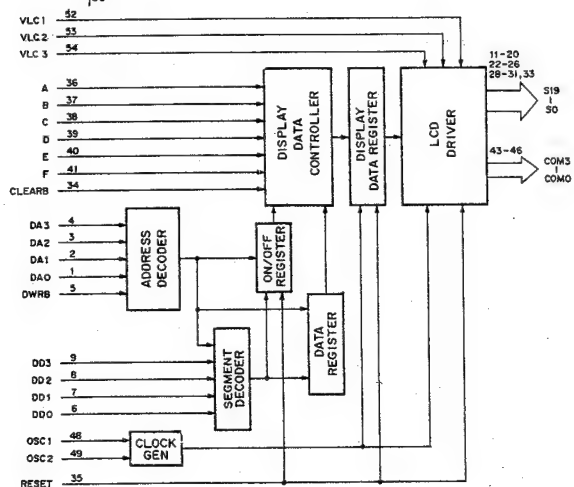 VLC1 52
VLC2 53
VLC3 54
A 36
B 37
C 38
D 39
E 40
F 41
CLEARB 34
DISPLAY DATA CONTROLLER
DISPLAY DATA REGISTER
LCD DRIVER
11-20
22-26
28-31,33
S19
S0
43-46
COM3
COM0
DA3 4
DA2 3
DA1 2
DA0 1
DWRB 5
ADDRESS DECODER
ON/OFF REGISTER
DATA REGISTER
DD3 9
DD2 8
DD1 7
DD0 6
SEGMENT DECODER
OSC1 48
OSC2 49
CLOCK GEN
RESET 35